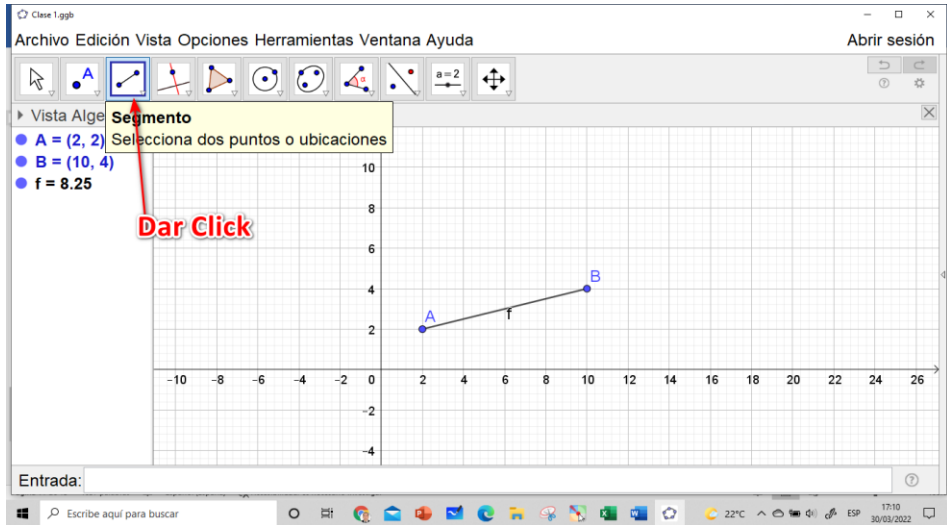 Clase 1.ggb
Archivo Edición Vista Opciones Herramientas Ventana Ayuda Abrir sesión
A a=2
Vista Alge
Segmento
Selecciona dos puntos o ubicaciones
A = (2, 2)
B = (10, 4)
f = 8.25
Dar Click
10
8
6
4
2
−2
−4
A
B
f
−10 −8 −6 −4 −2 0 2 4 6 8 10 12 14 16 18 20 22 24 26
Entrada:
Escribe aquí para buscar
22°C ESP 17:10
30/03/2022